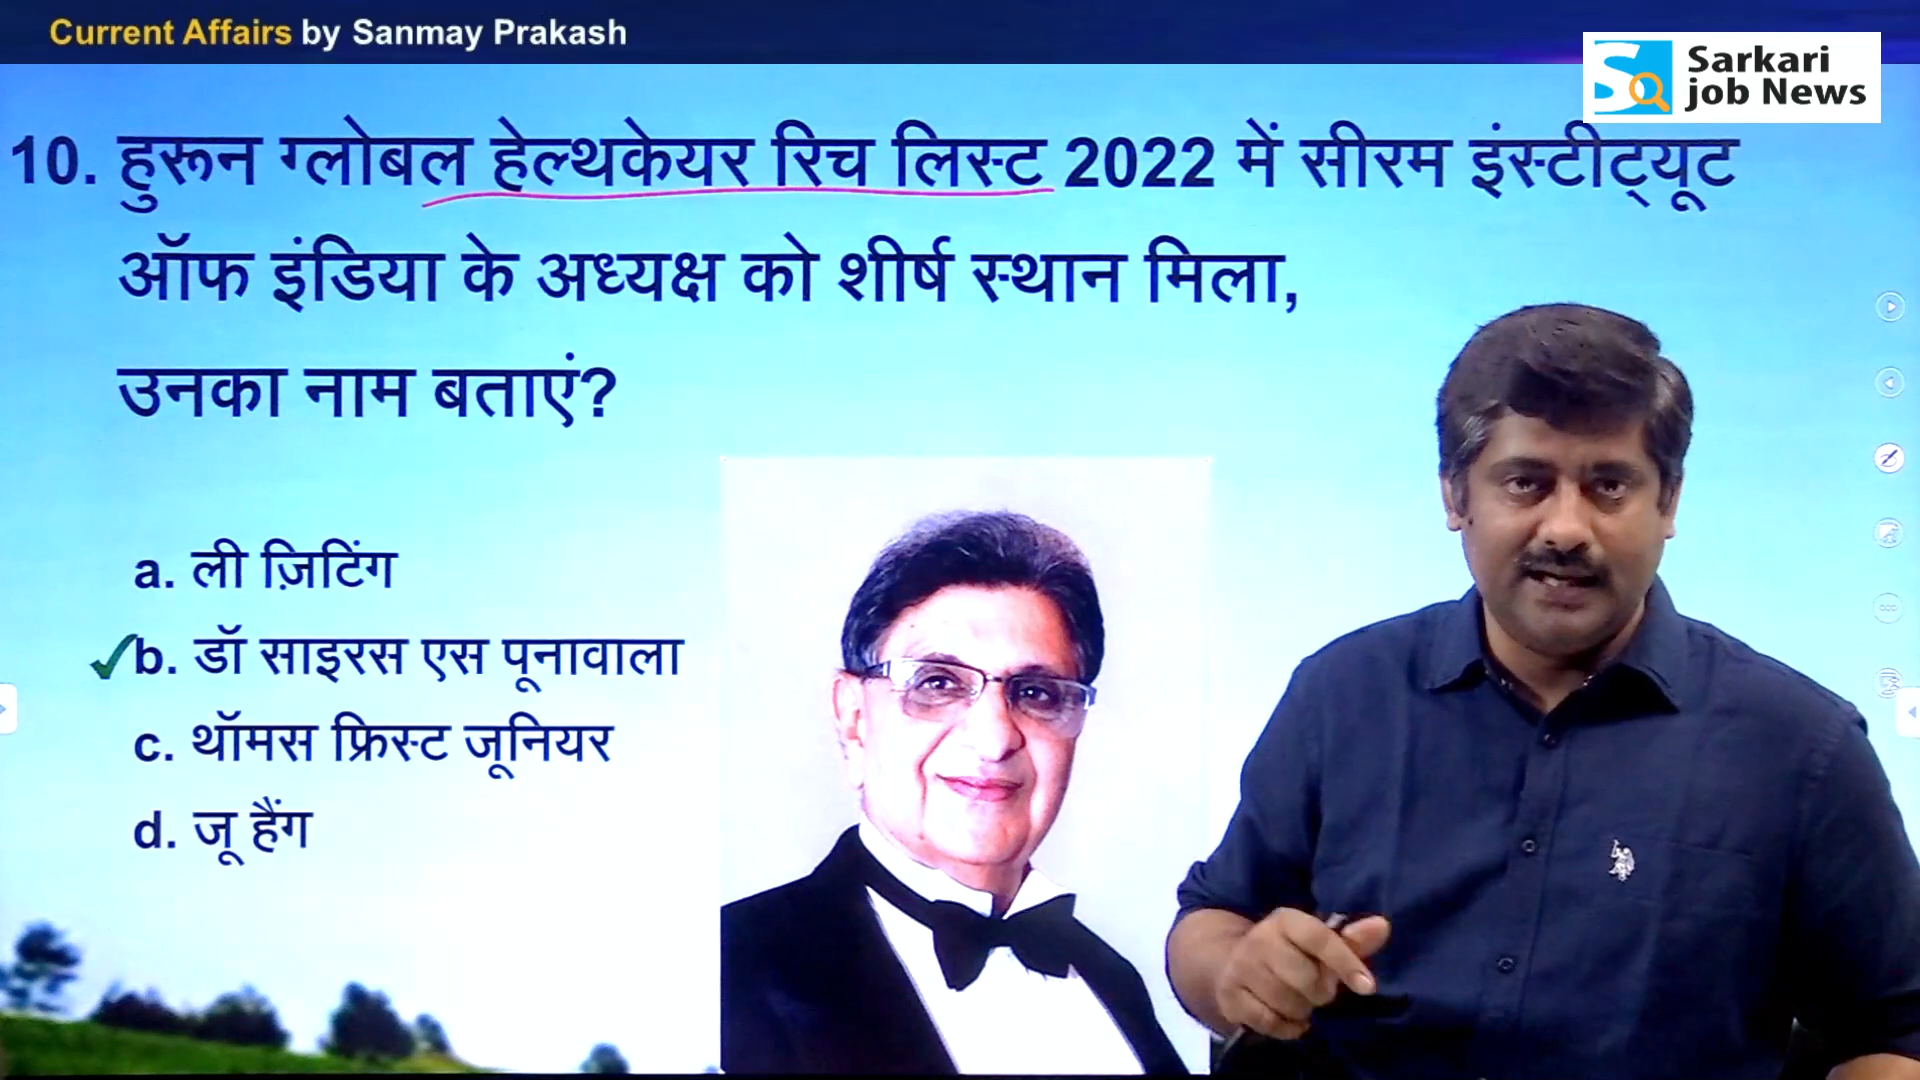 Current Affairs by Sanmay Prakash
Sarkari
job News
10. हुरून ग्लोबल हेल्थकेयर रिच लिस्ट 2022 में सीरम इंस्टीट्यूट
ऑफ इंडिया के अध्यक्ष को शीर्ष स्थान मिला,
उनका नाम बताएं?
a. ली ज़िटिंग
b. डॉ साइरस एस पूनावाला
c. थॉमस फ्रिस्ट जूनियर
d. जू हैंग